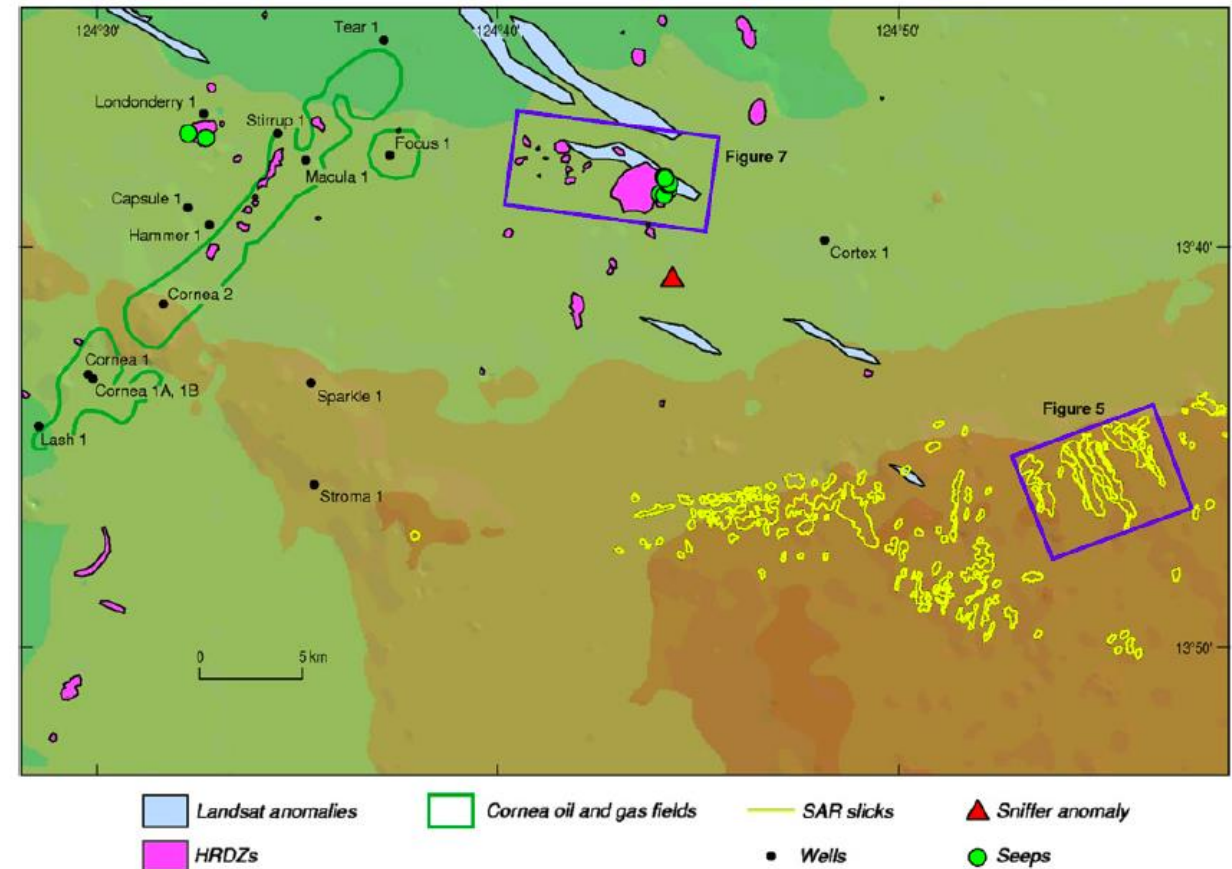 Tear 1
124°30'
124°40'
124°50'
Londonderry 1
Stirrup 1
Focus 1
Macula 1
Figure 7
Capsule 1
Hammer 1
Cortex 1
13°40'
Cornea 2
Cornea 1
Cornea 1A, 1B
Sparkle 1
Lash 1
Figure 5
Stroma 1
0 5 km
13°50'
Landsat anomalies
Cornea oil and gas fields
SAR slicks
Sniffer anomaly
HRDZs
Wells
Seeps